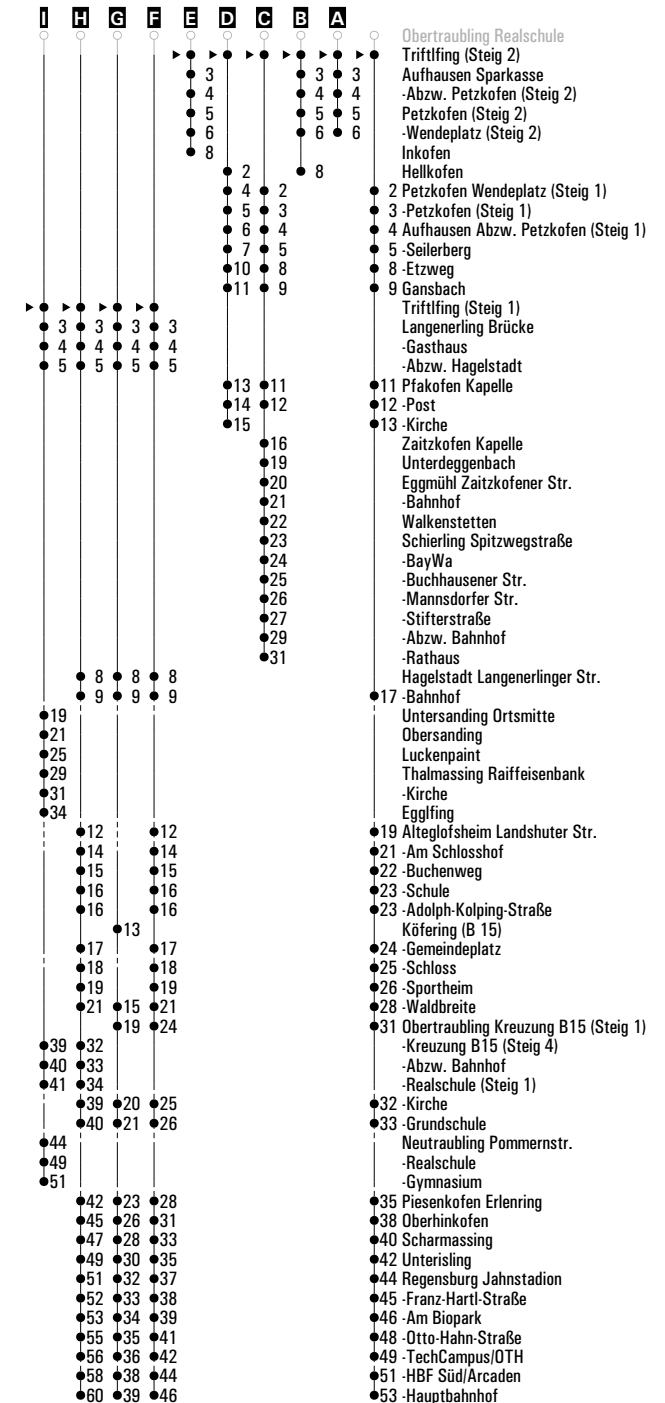 I H G F E D C B A
Obertraubling Realschule
Triftlfing (Steig 2)
3 3 3 Aufhausen Sparkasse
4 4 4 -Abzw. Petzkofen (Steig 2)
5 5 5 Petzkofen (Steig 2)
6 6 6 -Wendeplatz (Steig 2)
8 Inkofen
2 8 Hellkofen
4 2 2 Petzkofen Wendeplatz (Steig 1)
5 3 3 -Petzkofen (Steig 1)
6 4 4 Aufhausen Abzw. Petzkofen (Steig 1)
7 5 5 -Seilerberg
10 8 8 -Etzweg
11 9 9 Gansbach
Triftlfing (Steig 1)
3 3 3 3 Langenerling Brücke
4 4 4 4 -Gasthaus
5 5 5 5 -Abzw. Hagelstadt
13 11 11 Pfakofen Kapelle
14 12 12 -Post
15 13 -Kirche
16 Zaitzkofen Kapelle
19 Unterdeggenbach
20 Eggmühl Zaitzkofener Str.
21 -Bahnhof
22 Walkenstetten
23 Schierling Spitzwegstraße
24 -BayWa
25 -Buchhausener Str.
26 -Mannsdorfer Str.
27 -Stifterstraße
29 -Abzw. Bahnhof
31 -Rathaus
8 8 8 Hagelstadt Langenerlinger Str.
9 9 9 17 -Bahnhof
19 Untersanding Ortsmitte
21 Obersanding
25 Luckenpaint
29 Thalmassing Raiffeisenbank
31 -Kirche
34 Egglfing
12 12 19 Alteglofsheim Landshuter Str.
14 14 21 -Am Schlosshof
15 15 22 -Buchenweg
16 16 23 -Schule
16 16 23 -Adolph-Kolping-Straße
13 Köfering (B 15)
17 17 24 -Gemeindeplatz
18 18 25 -Schloss
19 19 26 -Sportheim
21 15 21 28 -Waldbreite
19 24 31 Obertraubling Kreuzung B15 (Steig 1)
39 32 -Kreuzung B15 (Steig 4)
40 33 -Abzw. Bahnhof
41 34 -Realschule (Steig 1)
39 20 25 32 -Kirche
40 21 26 33 -Grundschule
44 Neutraubling Pommernstr.
49 -Realschule
51 -Gymnasium
42 23 28 35 Piesenkofen Erlenring
45 26 31 38 Oberhinkofen
47 28 33 40 Scharmassing
49 30 35 42 Unterisling
51 32 37 44 Regensburg Jahnstadion
52 33 38 45 -Franz-Hartl-Straße
53 34 39 46 -Am Biopark
55 35 41 48 -Otto-Hahn-Straße
56 36 42 49 -TechCampus/OTH
58 38 44 51 -HBF Süd/Arcaden
60 39 46 53 -Hauptbahnhof